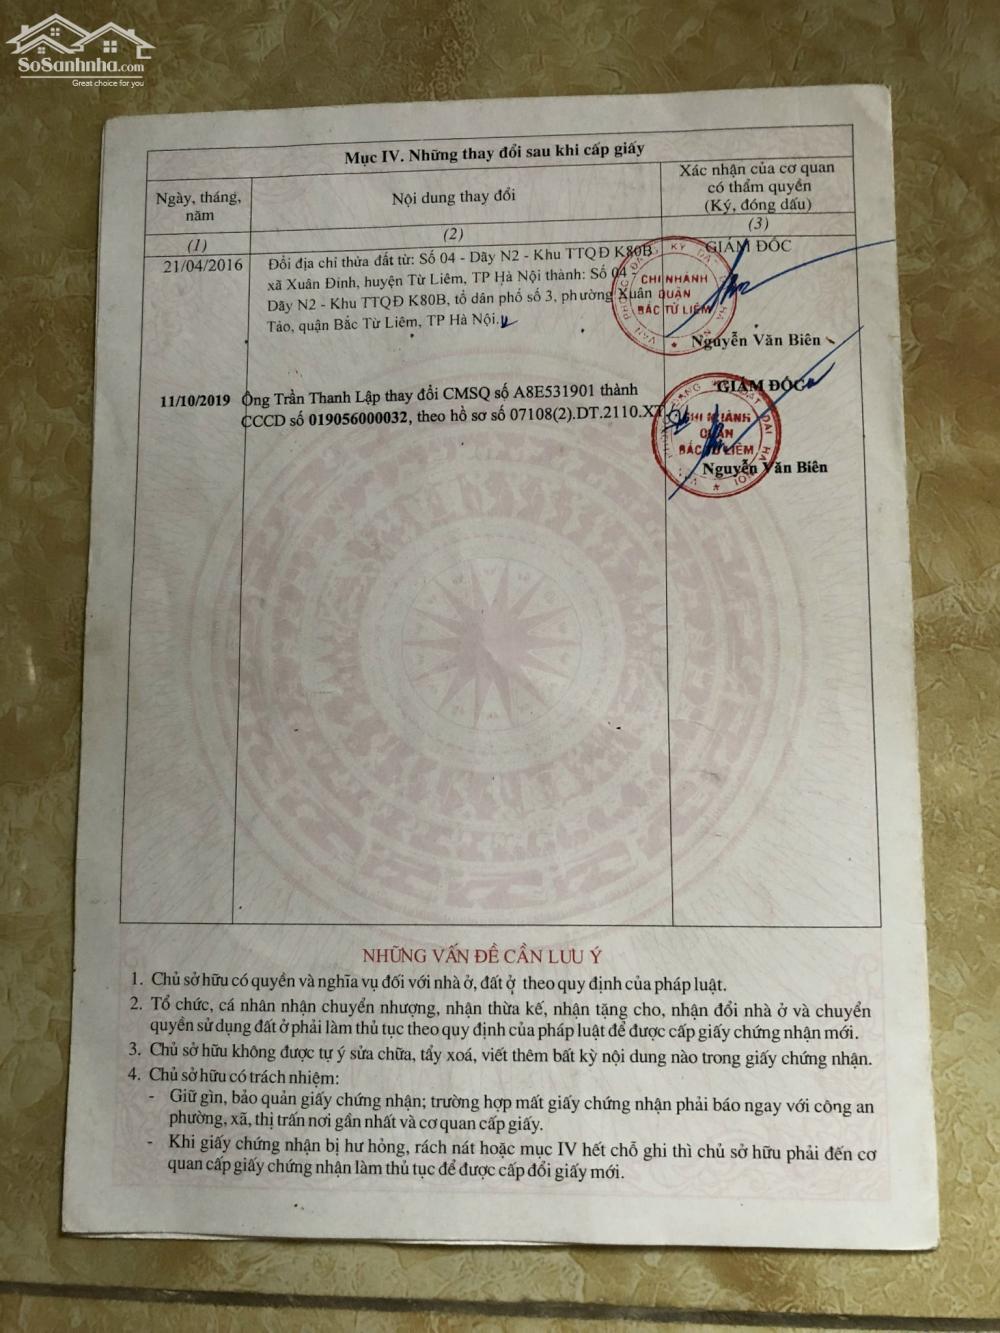 SoSanhnha.com
Great choice for you
Mục IV. Những thay đổi sau khi cấp giấy
Ngày, tháng, năm
Nội dung thay đổi
Xác nhận của cơ quan
có thẩm quyền
(Ký, đóng dấu)
(1)
(2)
(3)
21/04/2016
Đổi địa chỉ thửa đất từ: Số 04 - Dãy N2 - Khu TTQĐ K80B
xã Xuân Đỉnh, huyện Từ Liêm, TP Hà Nội thành: Số 04 -
Dãy N2 - Khu TTQĐ K80B, tổ dân phố số 3, phường Xuân
Tảo, quận Bắc Từ Liêm, TP Hà Nội.
GIÁM ĐỐC
CHI NHÁNH
QUẬN
BẮC TỪ LIÊM
Nguyễn Văn Biên
11/10/2019
Ông Trần Thanh Lập thay đổi CMSQ số A8E531901 thành
CCCD số 019056000032, theo hồ sơ số 07108(2).DT.2110.XT
GIÁM ĐỐC
CHI NHÁNH
QUẬN
BẮC TỪ LIÊM
Nguyễn Văn Biên
NHỮNG VẤN ĐỀ CẦN LƯU Ý
1. Chủ sở hữu có quyền và nghĩa vụ đối với nhà ở, đất ở theo quy định của pháp luật.
2. Tổ chức, cá nhân nhận chuyển nhượng, nhận thừa kế, nhận tặng cho, nhận đổi nhà ở và chuyển
quyền sử dụng đất ở phải làm thủ tục theo quy định của pháp luật để được cấp giấy chứng nhận mới.
3. Chủ sở hữu không được tự ý sửa chữa, tẩy xoá, viết thêm bất kỳ nội dung nào trong giấy chứng nhận.
4. Chủ sở hữu có trách nhiệm:
- Giữ gìn, bảo quản giấy chứng nhận; trường hợp mất giấy chứng nhận phải báo ngay với công an
phường, xã, thị trấn nơi gần nhất và cơ quan cấp giấy.
- Khi giấy chứng nhận bị hư hỏng, rách nát hoặc mục IV hết chỗ ghi thì chủ sở hữu phải đến cơ
quan cấp giấy chứng nhận làm thủ tục để được cấp đổi giấy mới.